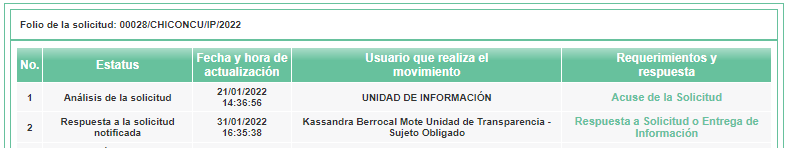 Folio de la solicitud: 00028/CHICONCU/IP/2022
No. Estatus Fecha y hora de actualización Usuario que realiza el movimiento Requerimientos y respuesta
1 Análisis de la solicitud 21/01/2022 14:36:56 UNIDAD DE INFORMACIÓN Acuse de la Solicitud
2 Respuesta a la solicitud notificada 31/01/2022 16:35:38 Kassandra Berrocal Mote Unidad de Transparencia - Sujeto Obligado Respuesta a Solicitud o Entrega de Información